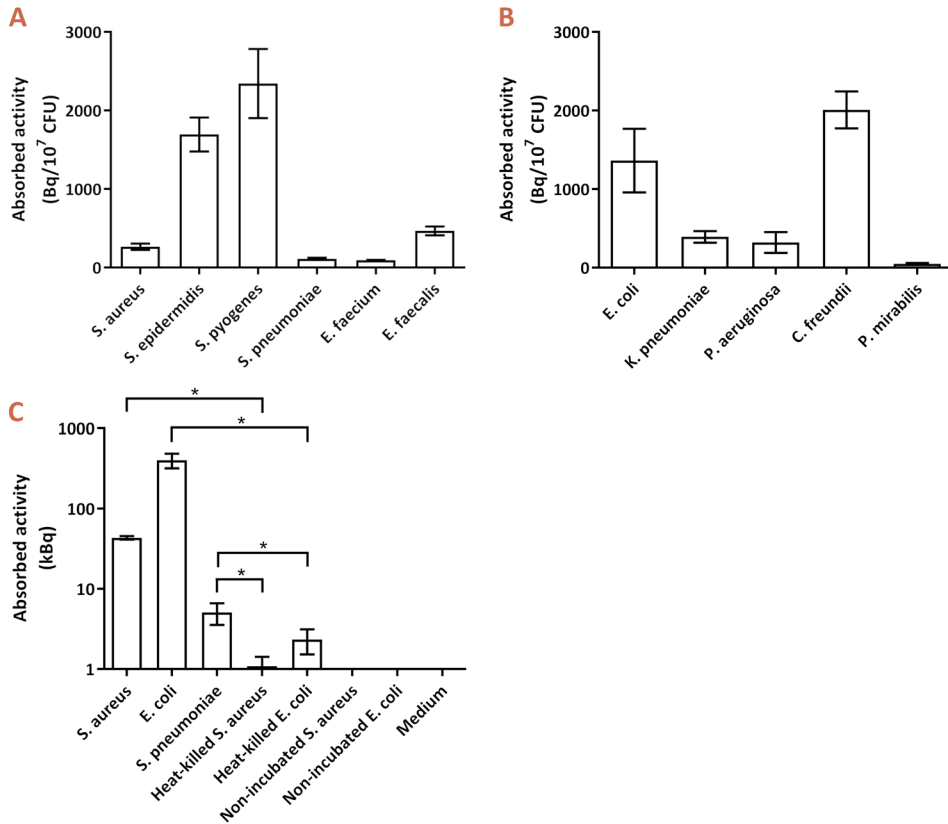 A
Absorbed activity
(Bq/10⁷ CFU)
3000
2000
1000
0
S. aureus
S. epidermidis
S. pyogenes
S. pneumoniae
E. faecium
E. faecalis
B
Absorbed activity
(Bq/10⁷ CFU)
3000
2000
1000
0
E. coli
K. pneumoniae
P. aeruginosa
C. freundii
P. mirabilis
C
Absorbed activity
(kBq)
1000
100
10
1
*
*
*
*
S. aureus
E. coli
S. pneumoniae
Heat-killed S. aureus
Heat-killed E. coli
Non-incubated S. aureus
Non-incubated E. coli
Medium